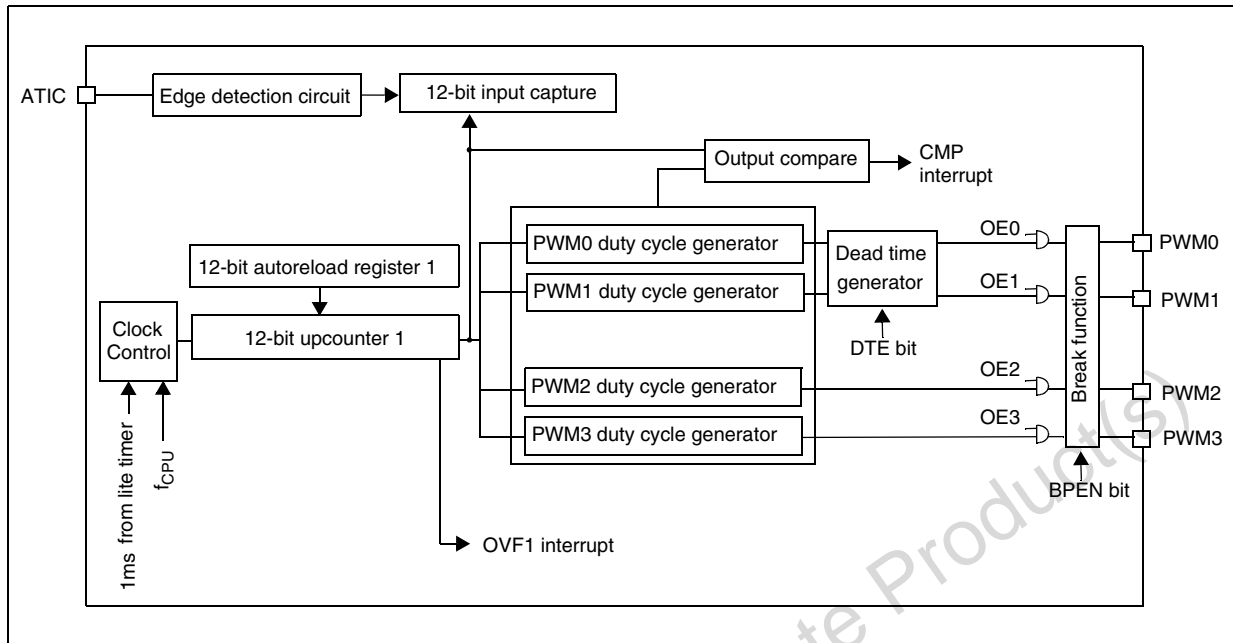 ATIC
Edge detection circuit
12-bit input capture
Output compare
CMP
interrupt
PWM0 duty cycle generator
PWM1 duty cycle generator
PWM2 duty cycle generator
PWM3 duty cycle generator
Dead time
generator
DTE bit
OE0
OE1
OE2
OE3
Break function
BPEN bit
PWM0
PWM1
PWM2
PWM3
12-bit autoreload register 1
12-bit upcounter 1
Clock
Control
1ms from lite timer
fCPU
OVF1 interrupt
Product(s)